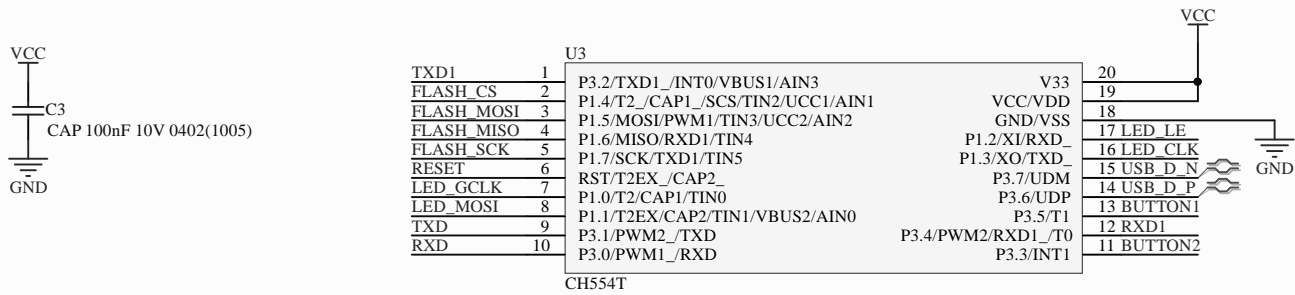 VCC
C3
CAP 100nF 10V 0402(1005)
GND
U3
VCC
TXD1 1 P3.2/TXD1_/INT0/VBUS1/AIN3 V33 20
FLASH_CS 2 P1.4/T2_/CAP1_/SCS/TIN2/UCC1/AIN1 VCC/VDD 19
FLASH_MOSI 3 P1.5/MOSI/PWM1/TIN3/UCC2/AIN2 GND/VSS 18
FLASH_MISO 4 P1.6/MISO/RXD1/TIN4 P1.2/XI/RXD_ 17 LED_LE
FLASH_SCK 5 P1.7/SCK/TXD1/TIN5 P1.3/XO/TXD_ 16 LED_CLK
RESET 6 RST/T2EX_/CAP2_ P3.7/UDM 15 USB_D_N
LED_GCLK 7 P1.0/T2/CAP1/TIN0 P3.6/UDP 14 USB_D_P
LED_MOSI 8 P1.1/T2EX/CAP2/TIN1/VBUS2/AIN0 P3.5/T1 13 BUTTON1
TXD 9 P3.1/PWM2_/TXD P3.4/PWM2/RXD1_/T0 12 RXD1
RXD 10 P3.0/PWM1_/RXD P3.3/INT1 11 BUTTON2
GND
CH554T